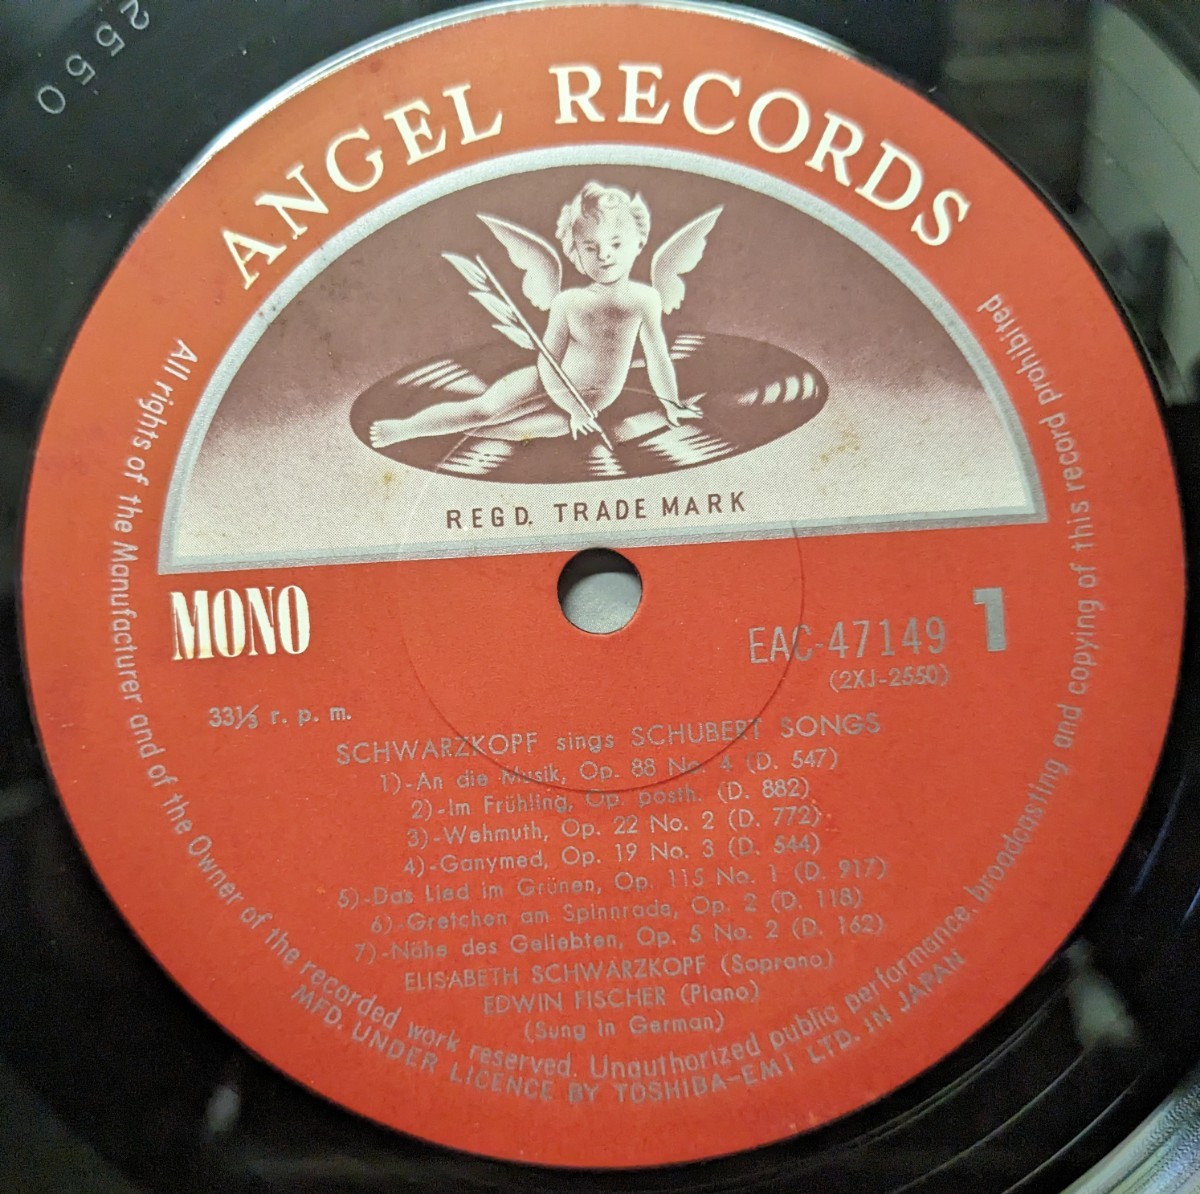 2550
ANGEL RECORDS
REGD. TRADE MARK
MONO
1
EAC-47149
(2XJ-2550)
33⅓ r. p. m.
SCHWARZKOPF sings SCHUBERT SONGS
1)-An die Musik, Op. 88 No. 4 (D. 547)
2)-Im Frühling, Op. posth. (D. 882)
3)-Wehmuth, Op. 22 No. 2 (D. 772)
4)-Ganymed, Op. 19 No. 3 (D. 544)
5)-Das Lied im Grünen, Op. 115 No. 1 (D. 917)
6)-Gretchen am Spinnrade, Op. 2 (D. 118)
7)-Nähe des Geliebten, Op. 5 No. 2 (D. 162)
ELISABETH SCHWARZKOPF (Soprano)
EDWIN FISCHER (Piano)
(Sung in German)
All rights of the Manufacturer and of the Owner of the recorded work reserved. Unauthorized public performance, broadcasting and copying of this record prohibited
MFD. UNDER LICENCE BY TOSHIBA-EMI LTD. IN JAPAN